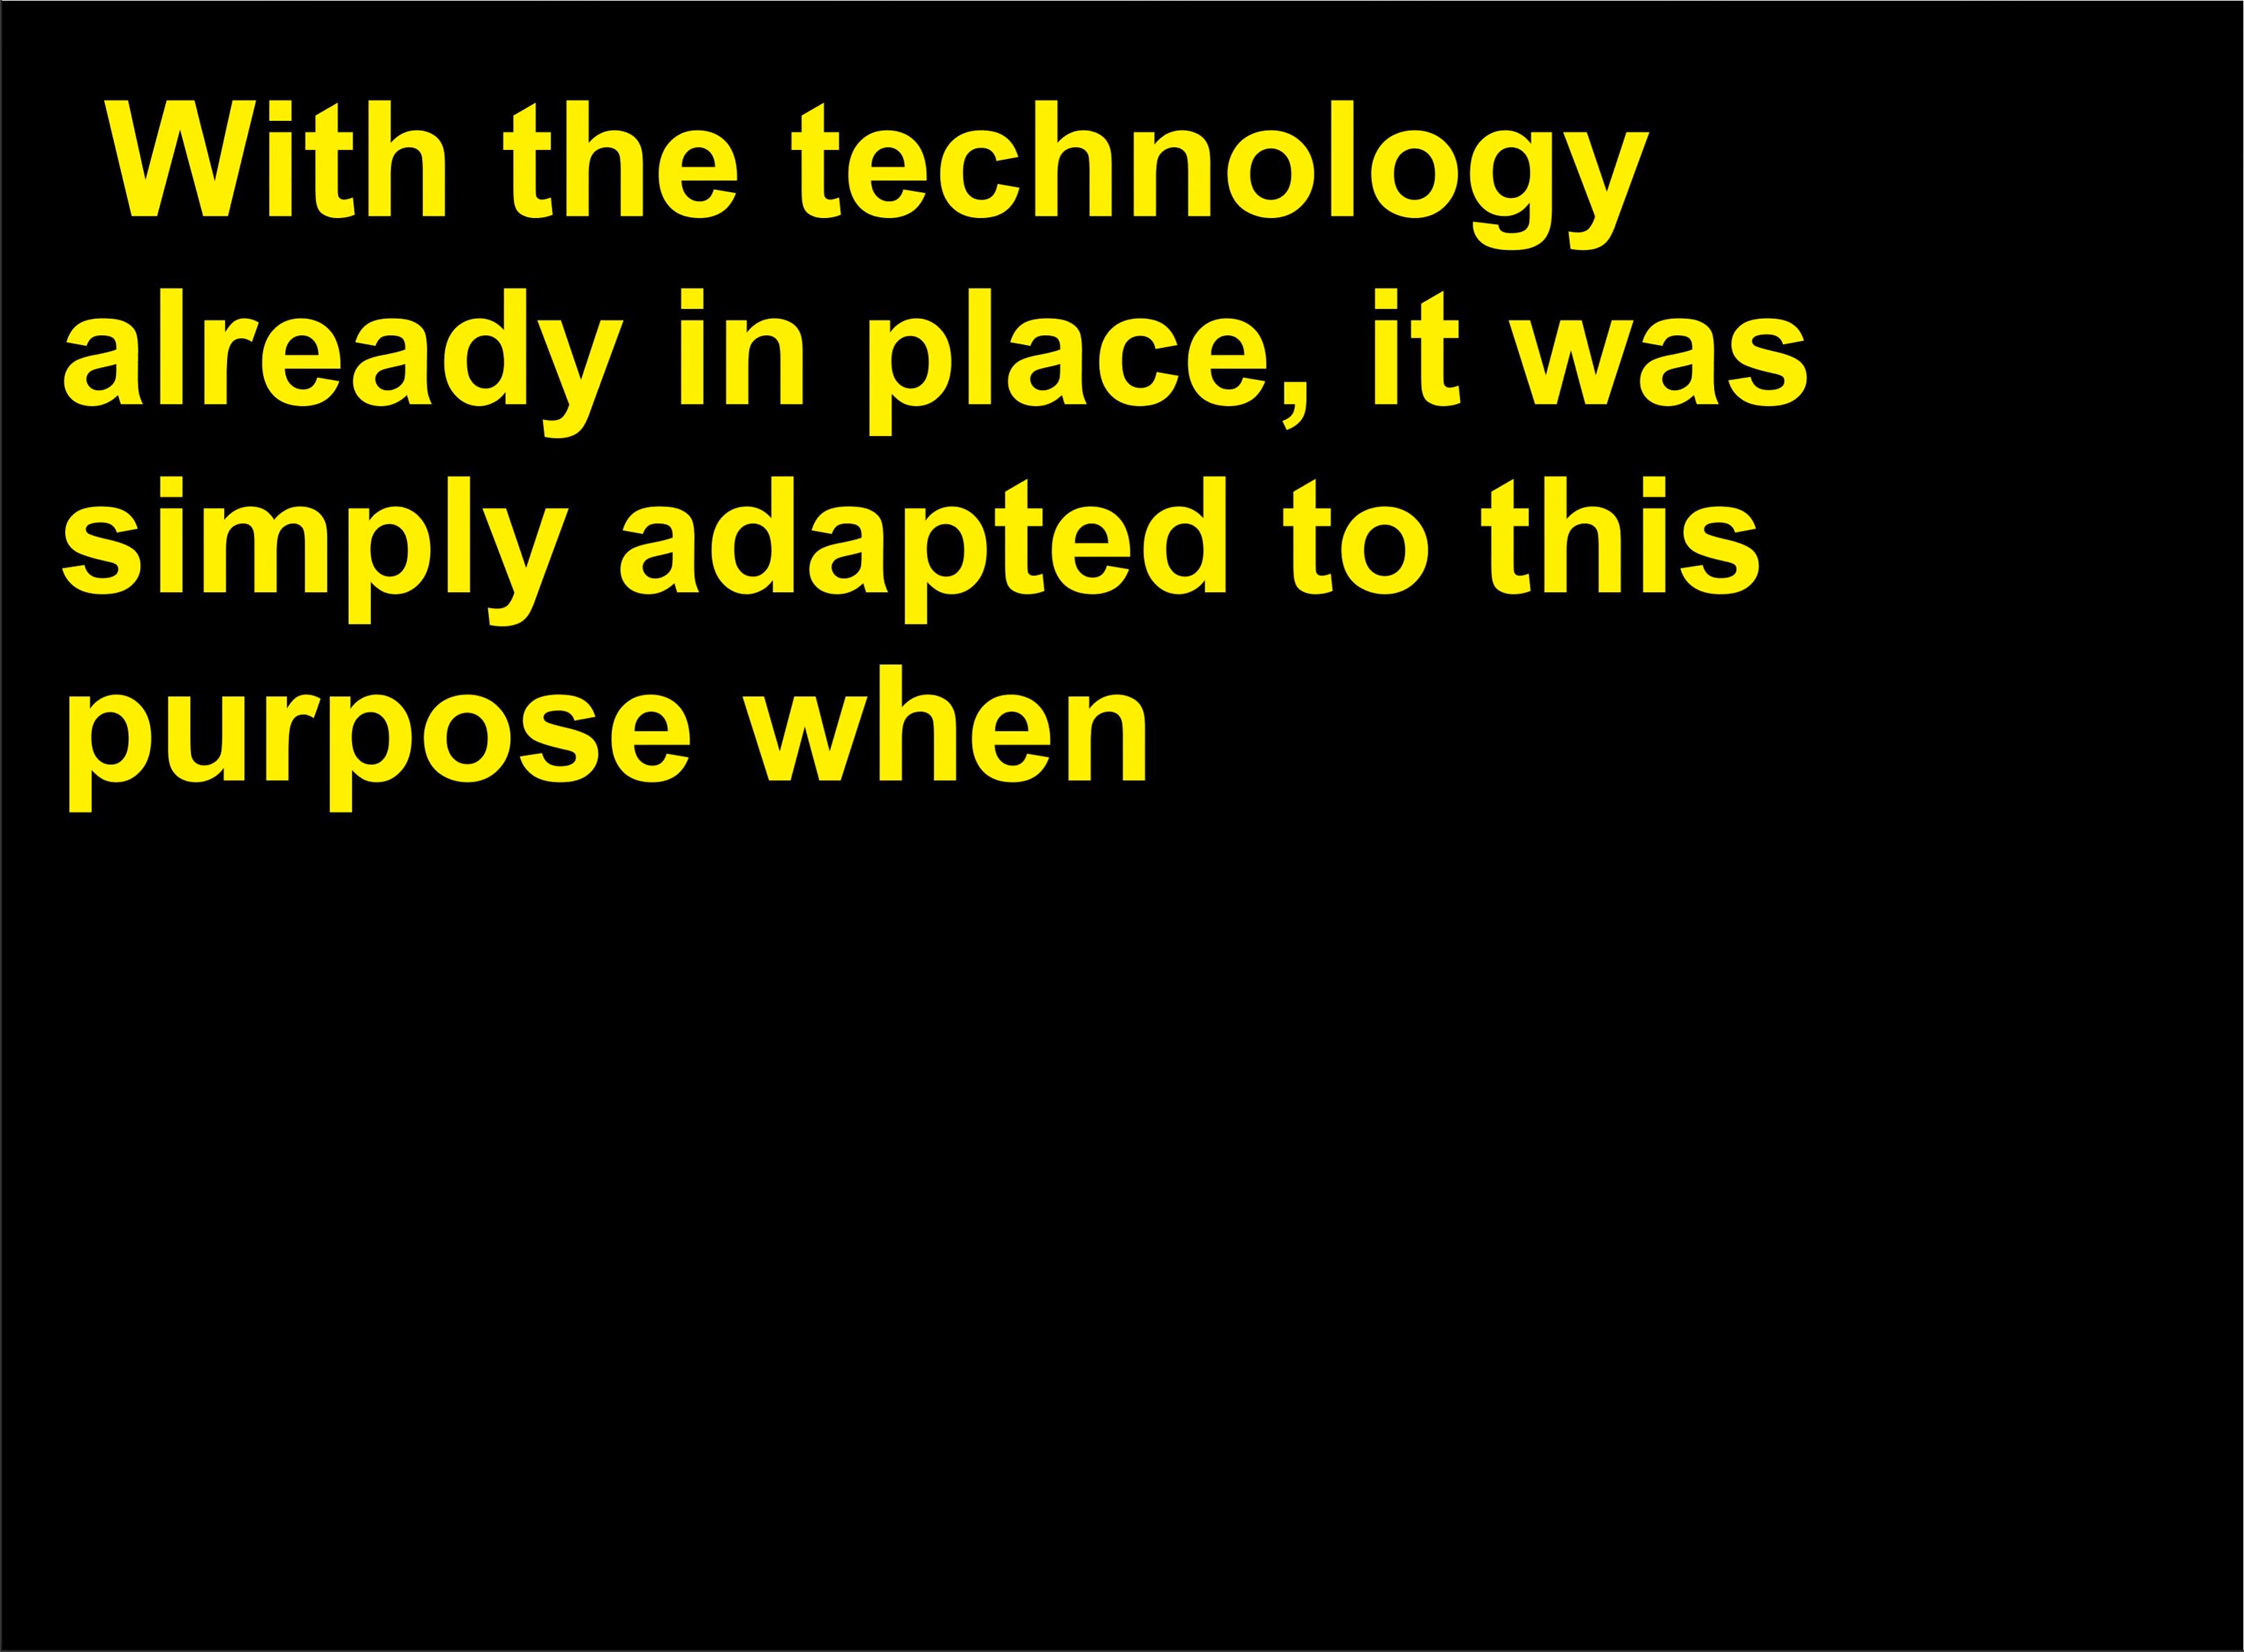 With the technology
already in place, it was
simply adapted to this
purpose when